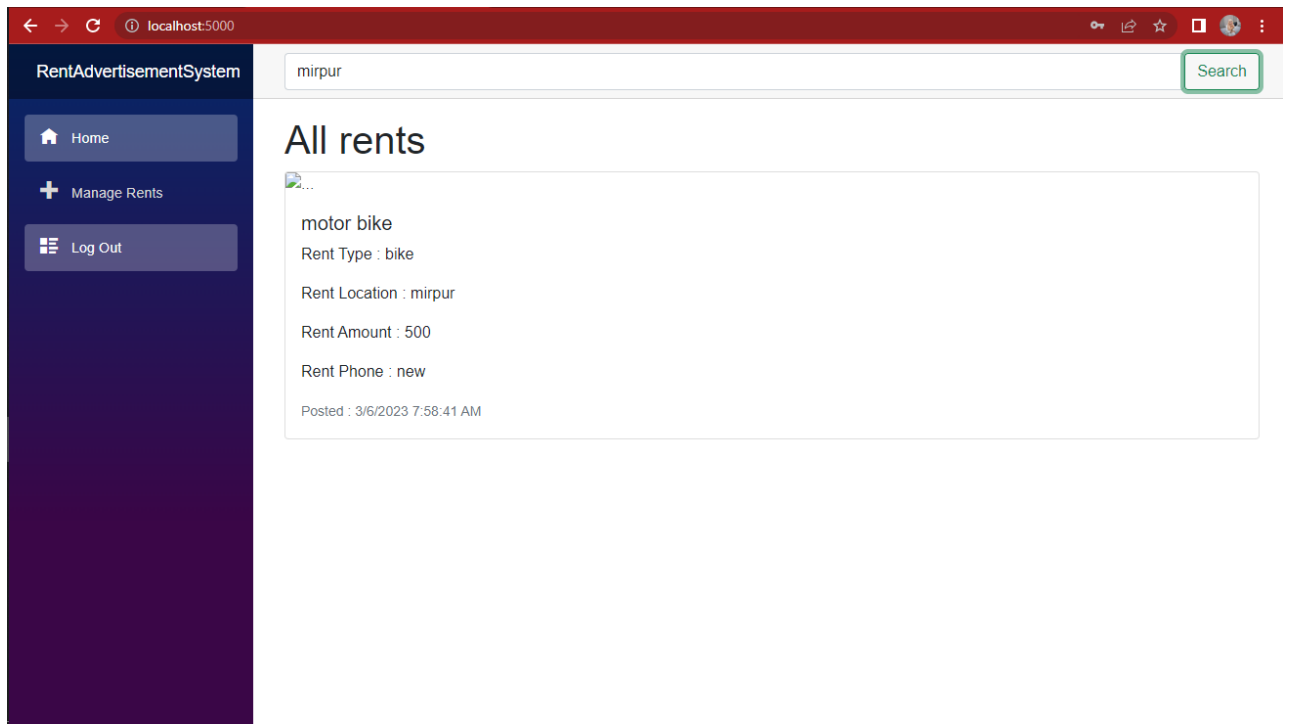 localhost:5000
RentAdvertisementSystem
mirpur
Search
Home
Manage Rents
Log Out
All rents
...
motor bike
Rent Type : bike
Rent Location : mirpur
Rent Amount : 500
Rent Phone : new
Posted : 3/6/2023 7:58:41 AM